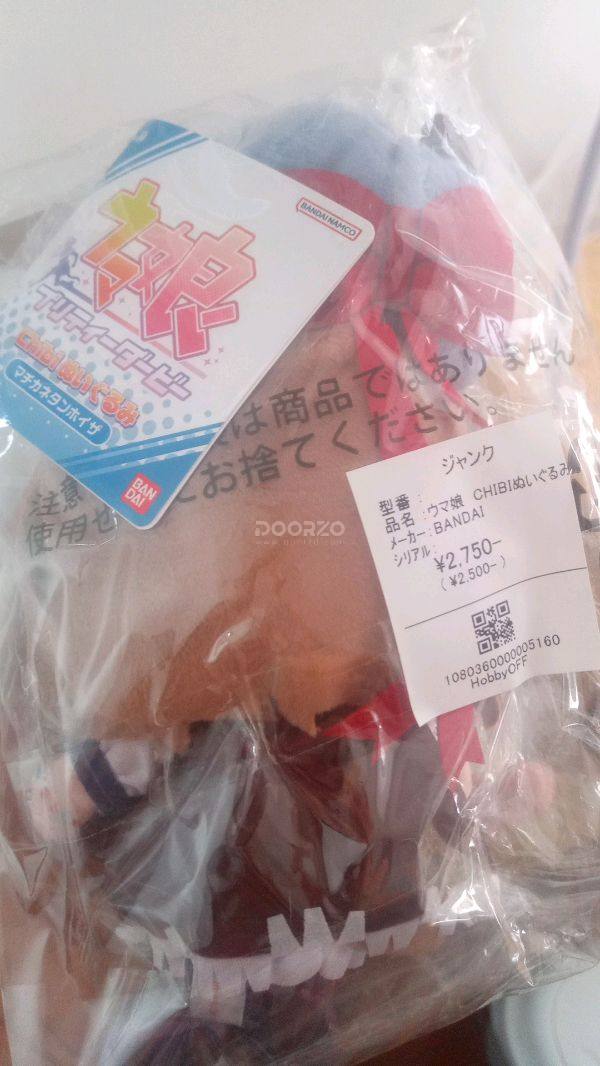 BANDAI NAMCO
ウマ娘
プリティーダービー
CHIBIぬいぐるみ
マチカネタンホイザ
BAN
DAI
注意
は商品ではありません
使用せ
にお捨てください。
DOORZO
ジャンク
型番:
品名:ウマ娘 CHIBIぬいぐるみ
メーカー:BANDAI
シリアル:
¥2,750-
(¥2,500-)
1080360000005160
HobbyOFF